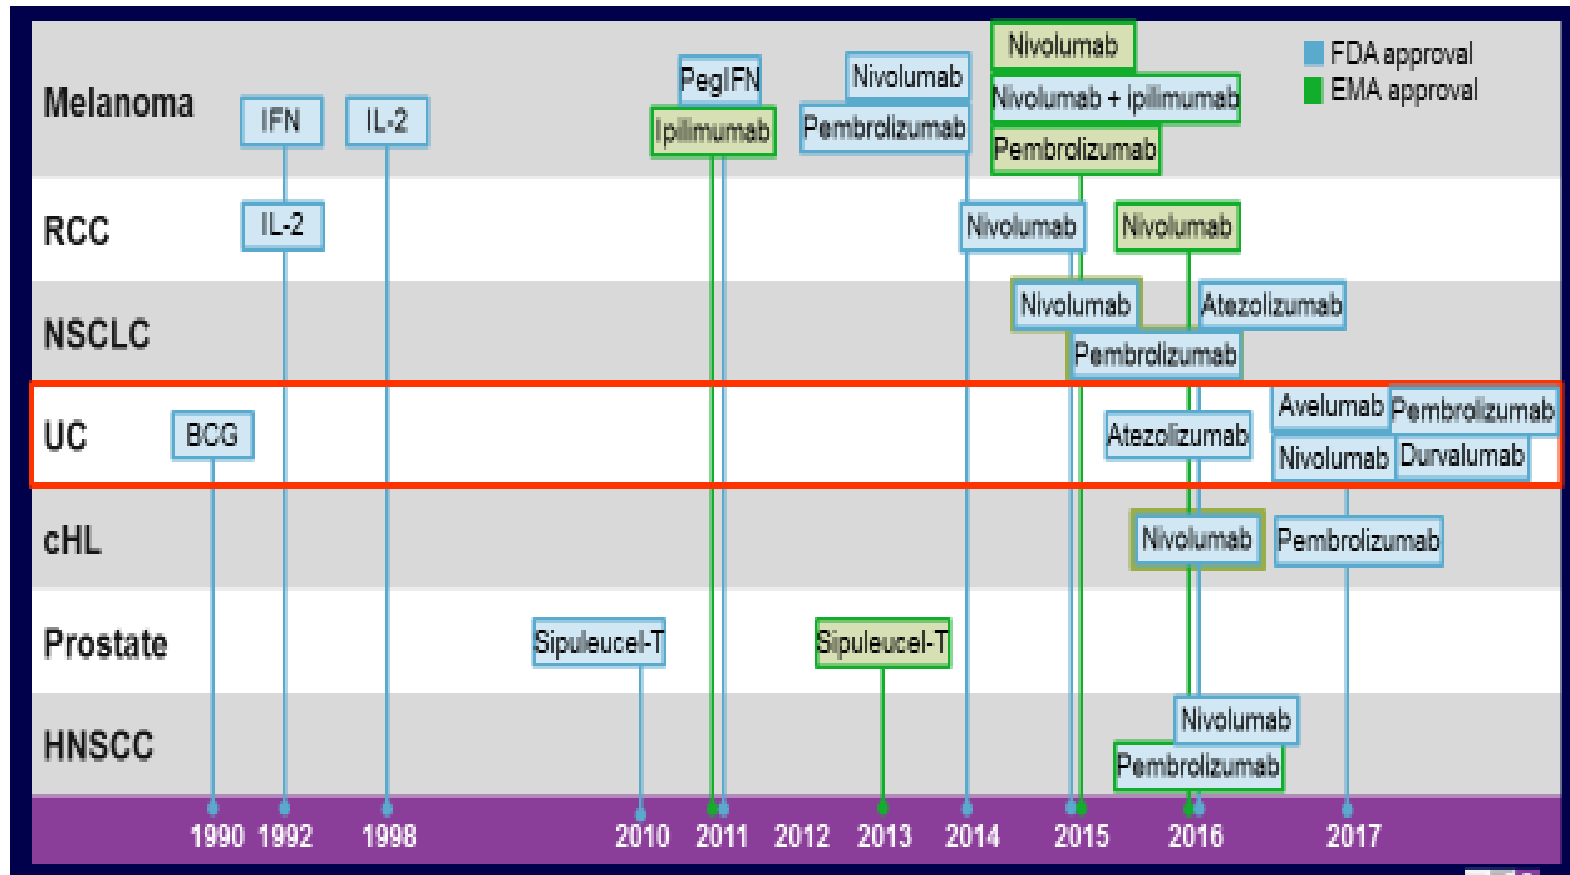 Melanoma
IFN
IL-2
PegIFN
Ipilimumab
Nivolumab
Pembrolizumab
Nivolumab
Nivolumab + ipilimumab
Pembrolizumab
FDA approval
EMA approval
RCC
IL-2
Nivolumab
Nivolumab
NSCLC
Nivolumab
Atezolizumab
Pembrolizumab
UC
BCG
Atezolizumab
Avelumab
Pembrolizumab
Nivolumab
Durvalumab
cHL
Nivolumab
Pembrolizumab
Prostate
Sipuleucel-T
Sipuleucel-T
HNSCC
Nivolumab
Pembrolizumab
1990 1992 1998 2010 2011 2012 2013 2014 2015 2016 2017